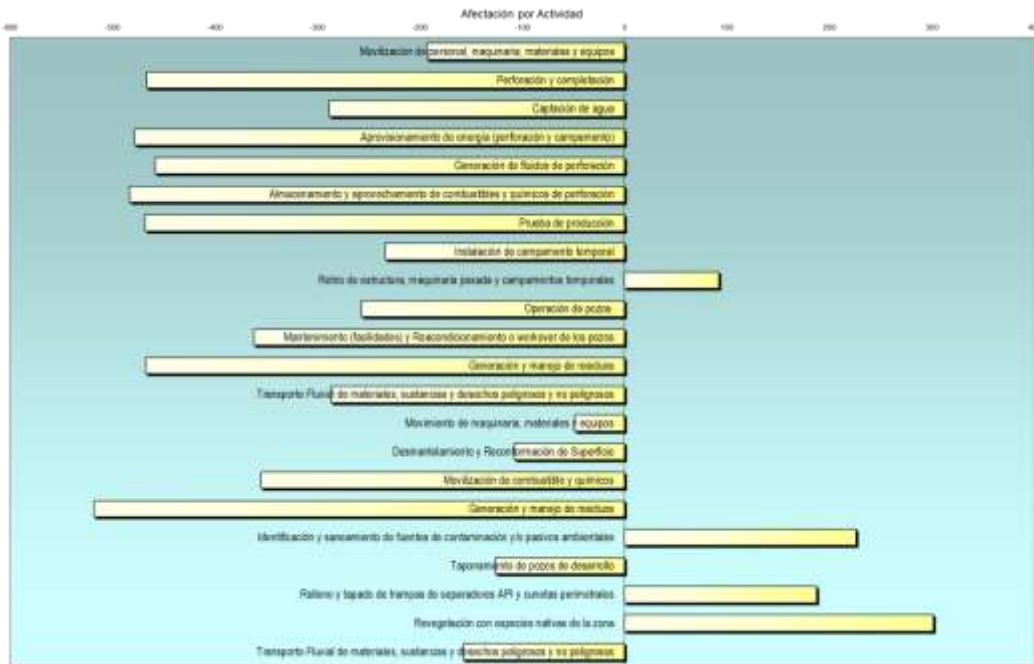 Afectación por Actividad
-600 -500 -400 -300 -200 -100 0 100 200 300
Movilización de personal, maquinaria, materiales y equipos
Perforación y completación
Captación de agua
Aprovisionamiento de energía (perforación y campamento)
Generación de fluidos de perforación
Almacenamiento y aprovechamiento de combustibles y químicos de perforación
Prueba de producción
Instalación de campamento temporal
Retiro de estructura, maquinaria pesada y campamentos temporales
Operación de pozos
Mantenimiento (facilidades) y Reacondicionamiento o workover de los pozos
Generación y manejo de residuos
Transporte Fluvial de materiales, sustancias y desechos peligrosos y no peligrosos
Movimiento de maquinaria, materiales y equipos
Desmantelamiento y Reconformación de Superficie
Movilización de combustible y químicos
Generación y manejo de residuos
Identificación y saneamiento de fuentes de contaminación y/o pasivos ambientales
Taponamiento de pozos de desarrollo
Relleno y tapado de trampas de separadores API y cunetas perimetrales
Revegetación con especies nativas de la zona
Transporte Fluvial de materiales, sustancias y desechos peligrosos y no peligrosos